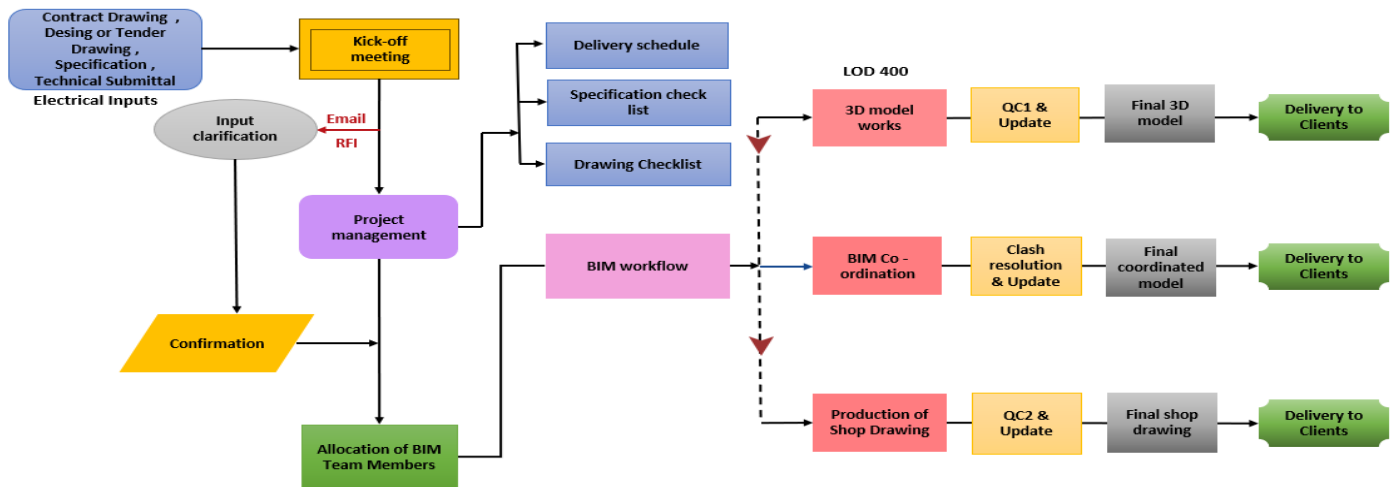 Contract Drawing ,
Desing or Tender
Drawing ,
Specification ,
Technical Submittal
Electrical Inputs
Kick-off
meeting
Email
RFI
Input
clarification
Project
management
Confirmation
Allocation of BIM
Team Members
Delivery schedule
Specification check
list
Drawing Checklist
BIM workflow
LOD 400
3D model
works
QC1 &
Update
Final 3D
model
Delivery to
Clients
BIM Co -
ordination
Clash
resolution
& Update
Final
coordinated
model
Delivery to
Clients
Production of
Shop Drawing
QC2 &
Update
Final shop
drawing
Delivery to
Clients